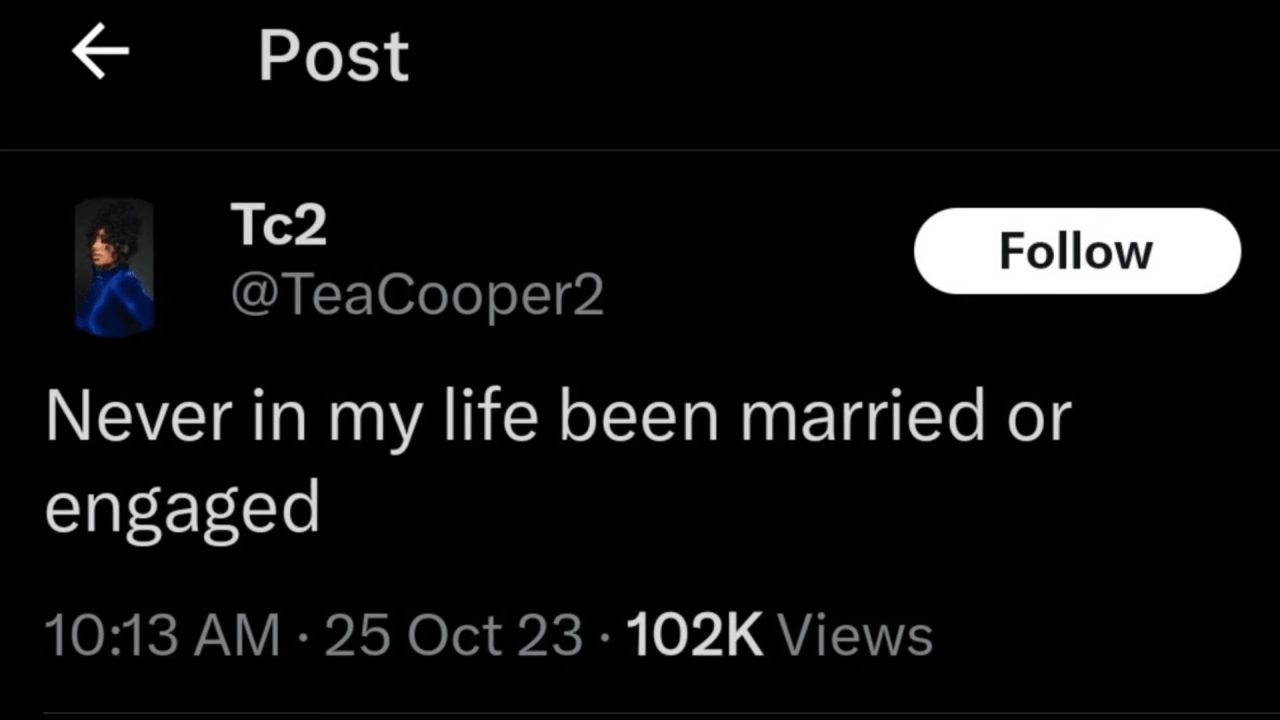 Post
Tc2
@TeaCooper2
Follow
Never in my life been married or
engaged
10:13 AM · 25 Oct 23 · 102K Views